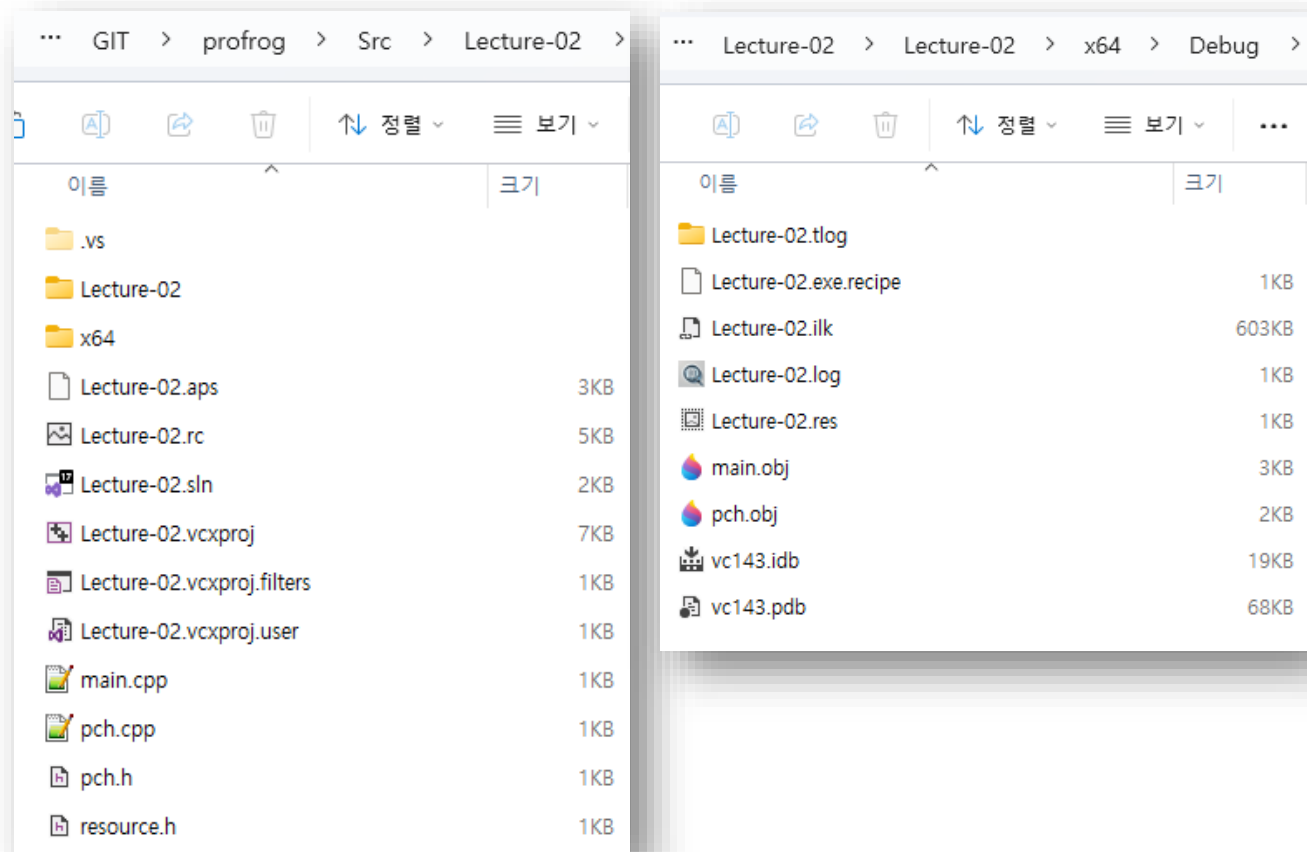 ··· GIT > profrog > Src > Lecture-02 >
정렬 보기
이름 크기
.vs
Lecture-02
x64
Lecture-02.aps 3KB
Lecture-02.rc 5KB
17
Lecture-02.sln 2KB
Lecture-02.vcxproj 7KB
Lecture-02.vcxproj.filters 1KB
Lecture-02.vcxproj.user 1KB
main.cpp 1KB
pch.cpp 1KB
pch.h 1KB
resource.h 1KB
··· Lecture-02 > Lecture-02 > x64 > Debug >
정렬 보기 ···
이름 크기
Lecture-02.tlog
Lecture-02.exe.recipe 1KB
Lecture-02.ilk 603KB
Lecture-02.log 1KB
Lecture-02.res 1KB
main.obj 3KB
pch.obj 2KB
vc143.idb 19KB
vc143.pdb 68KB